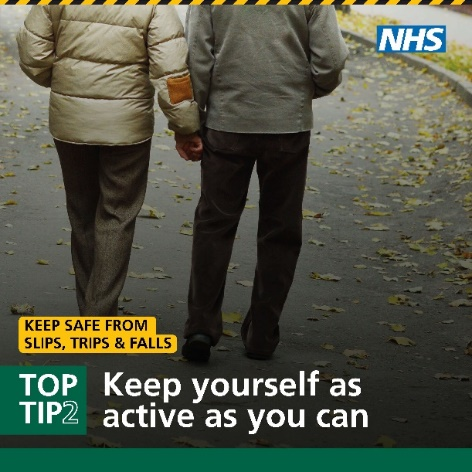 NHS
KEEP SAFE FROM
SLIPS, TRIPS & FALLS
TOP
TIP2
Keep yourself as
active as you can